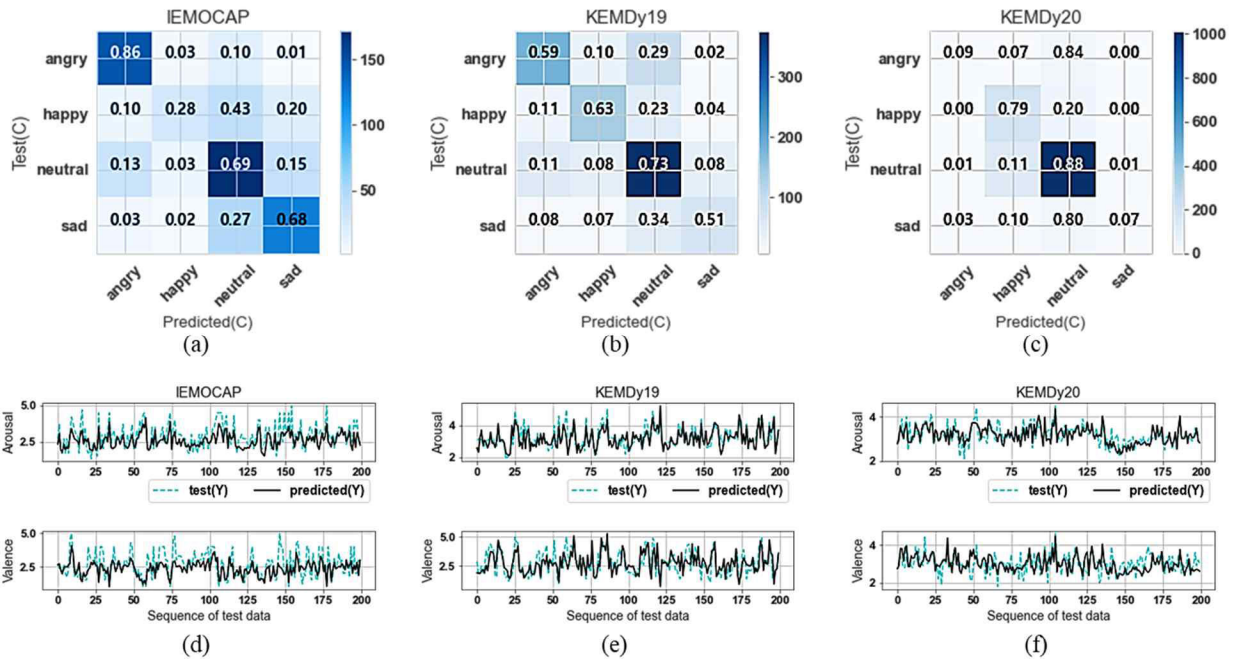 IEMOCAP
angry 0.86 0.03 0.10 0.01
happy 0.10 0.28 0.43 0.20
neutral 0.13 0.03 0.69 0.15
sad 0.03 0.02 0.27 0.68
Test(C)
angry happy neutral sad
Predicted(C)
150
100
50
(a)
KEMDy19
angry 0.59 0.10 0.29 0.02
happy 0.11 0.63 0.23 0.04
neutral 0.11 0.08 0.73 0.08
sad 0.08 0.07 0.34 0.51
Test(C)
angry happy neutral sad
Predicted(C)
300
200
100
(b)
KEMDy20
angry 0.09 0.07 0.84 0.00
happy 0.00 0.79 0.20 0.00
neutral 0.01 0.11 0.88 0.01
sad 0.03 0.10 0.80 0.07
Test(C)
angry happy neutral sad
Predicted(C)
1000
800
600
400
200
0
(c)
IEMOCAP
Arousal
5.0
2.5
0 25 50 75 100 125 150 175 200
test(Y) predicted(Y)
Valence
5.0
2.5
0 25 50 75 100 125 150 175 200
Sequence of test data
(d)
KEMDy19
Arousal
4
2
0 25 50 75 100 125 150 175 200
test(Y) predicted(Y)
Valence
5.0
2.5
0 25 50 75 100 125 150 175 200
Sequence of test data
(e)
KEMDy20
Arousal
4
2
0 25 50 75 100 125 150 175 200
test(Y) predicted(Y)
Valence
4
2
0 25 50 75 100 125 150 175 200
Sequence of test data
(f)